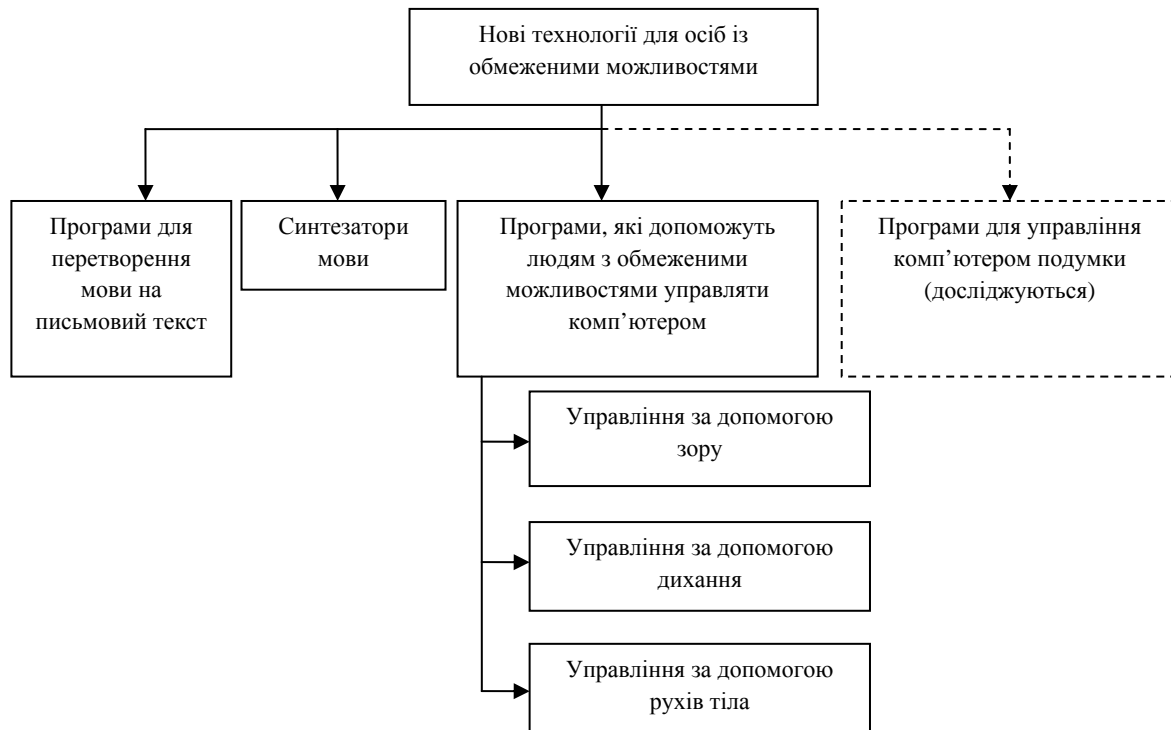 Нові технології для осіб із
обмеженими можливостями
Програми для
перетворення
мови на
письмовий текст
Синтезатори
мови
Програми, які допоможуть
людям з обмеженими
можливостями управляти
комп’ютером
Програми для управління
комп’ютером подумки
(досліджуються)
Управління за допомогою
зору
Управління за допомогою
дихання
Управління за допомогою
рухів тіла